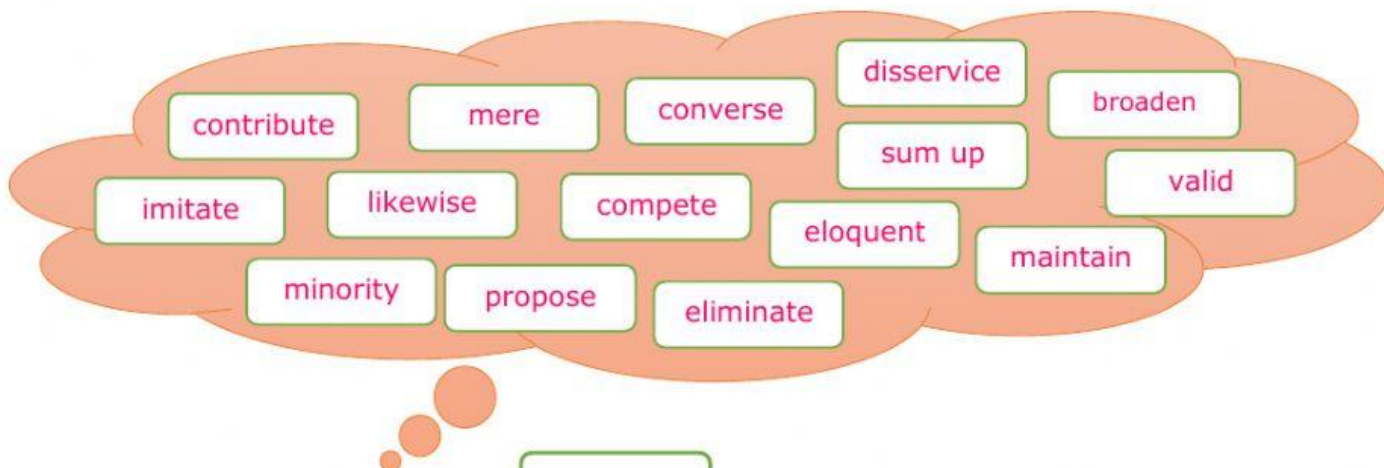 disservice
contribute
mere
converse
broaden
sum up
imitate
likewise
compete
valid
eloquent
maintain
minority
propose
eliminate